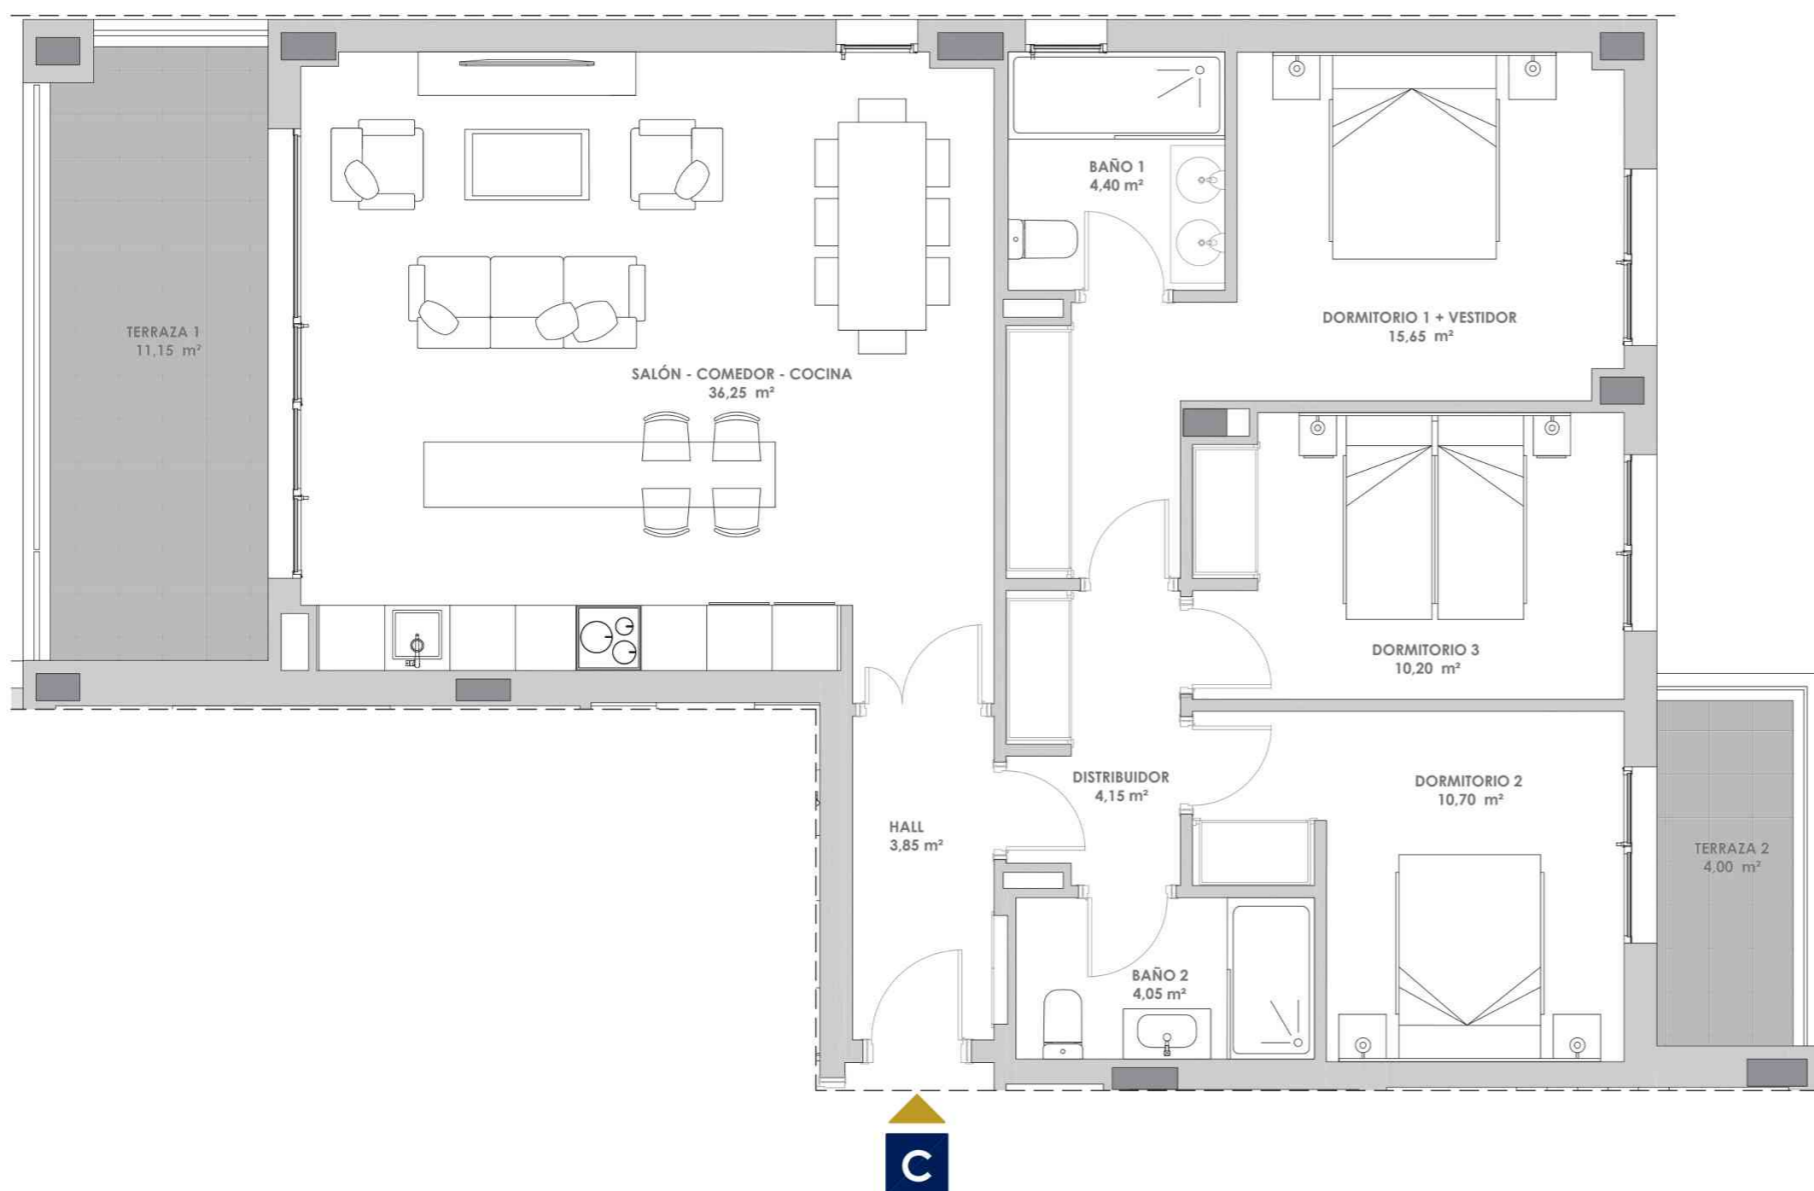 BAÑO 1
4,40 m²
TERRAZA 1
11,15 m²
DORMITORIO 1 + VESTIDOR
15,65 m²
SALÓN - COMEDOR - COCINA
36,25 m²
DORMITORIO 3
10,20 m²
DISTRIBUIDOR
4,15 m²
DORMITORIO 2
10,70 m²
HALL
3,85 m²
TERRAZA 2
4,00 m²
BAÑO 2
4,05 m²
C